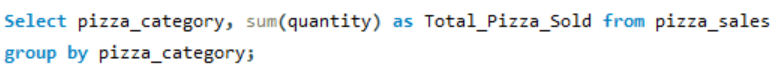 Select pizza_category, sum(quantity) as Total_Pizza_Sold from pizza_sales
group by pizza_category;